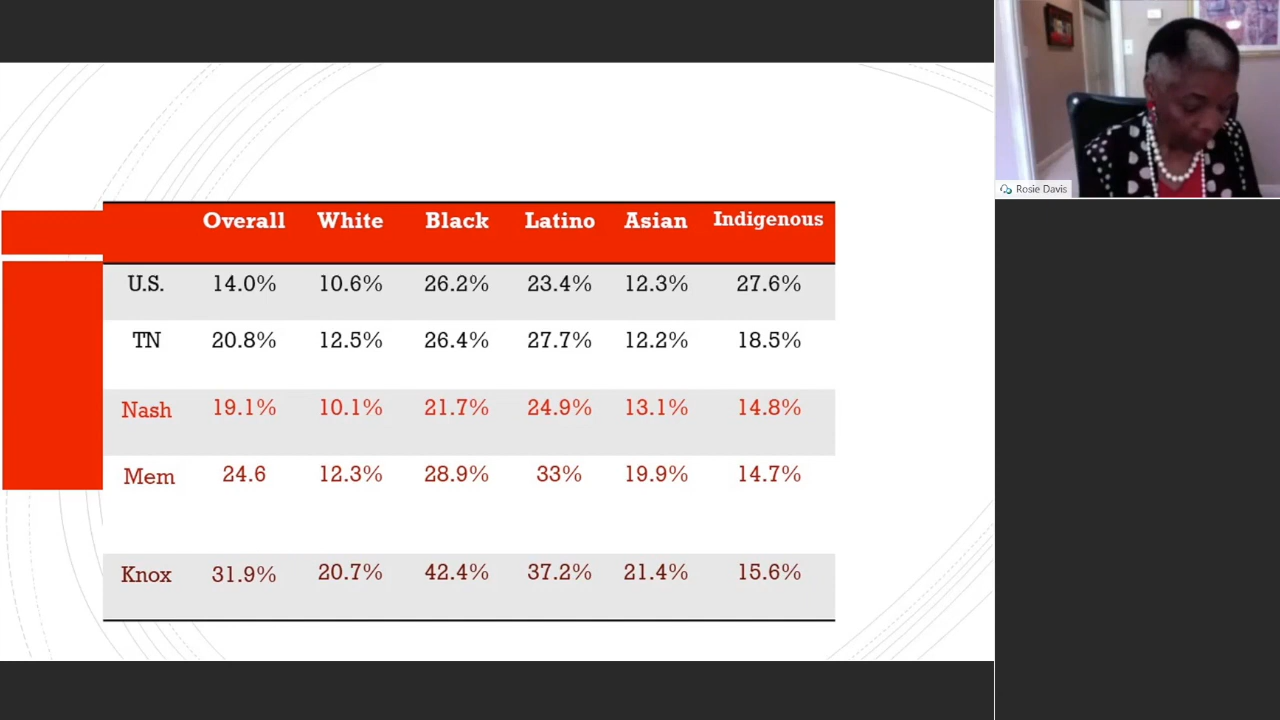 Overall White Black Latino Asian Indigenous
U.S. 14.0% 10.6% 26.2% 23.4% 12.3% 27.6%
TN 20.8% 12.5% 26.4% 27.7% 12.2% 18.5%
Nash 19.1% 10.1% 21.7% 24.9% 13.1% 14.8%
Mem 24.6 12.3% 28.9% 33% 19.9% 14.7%
Knox 31.9% 20.7% 42.4% 37.2% 21.4% 15.6%
Rosie Davis